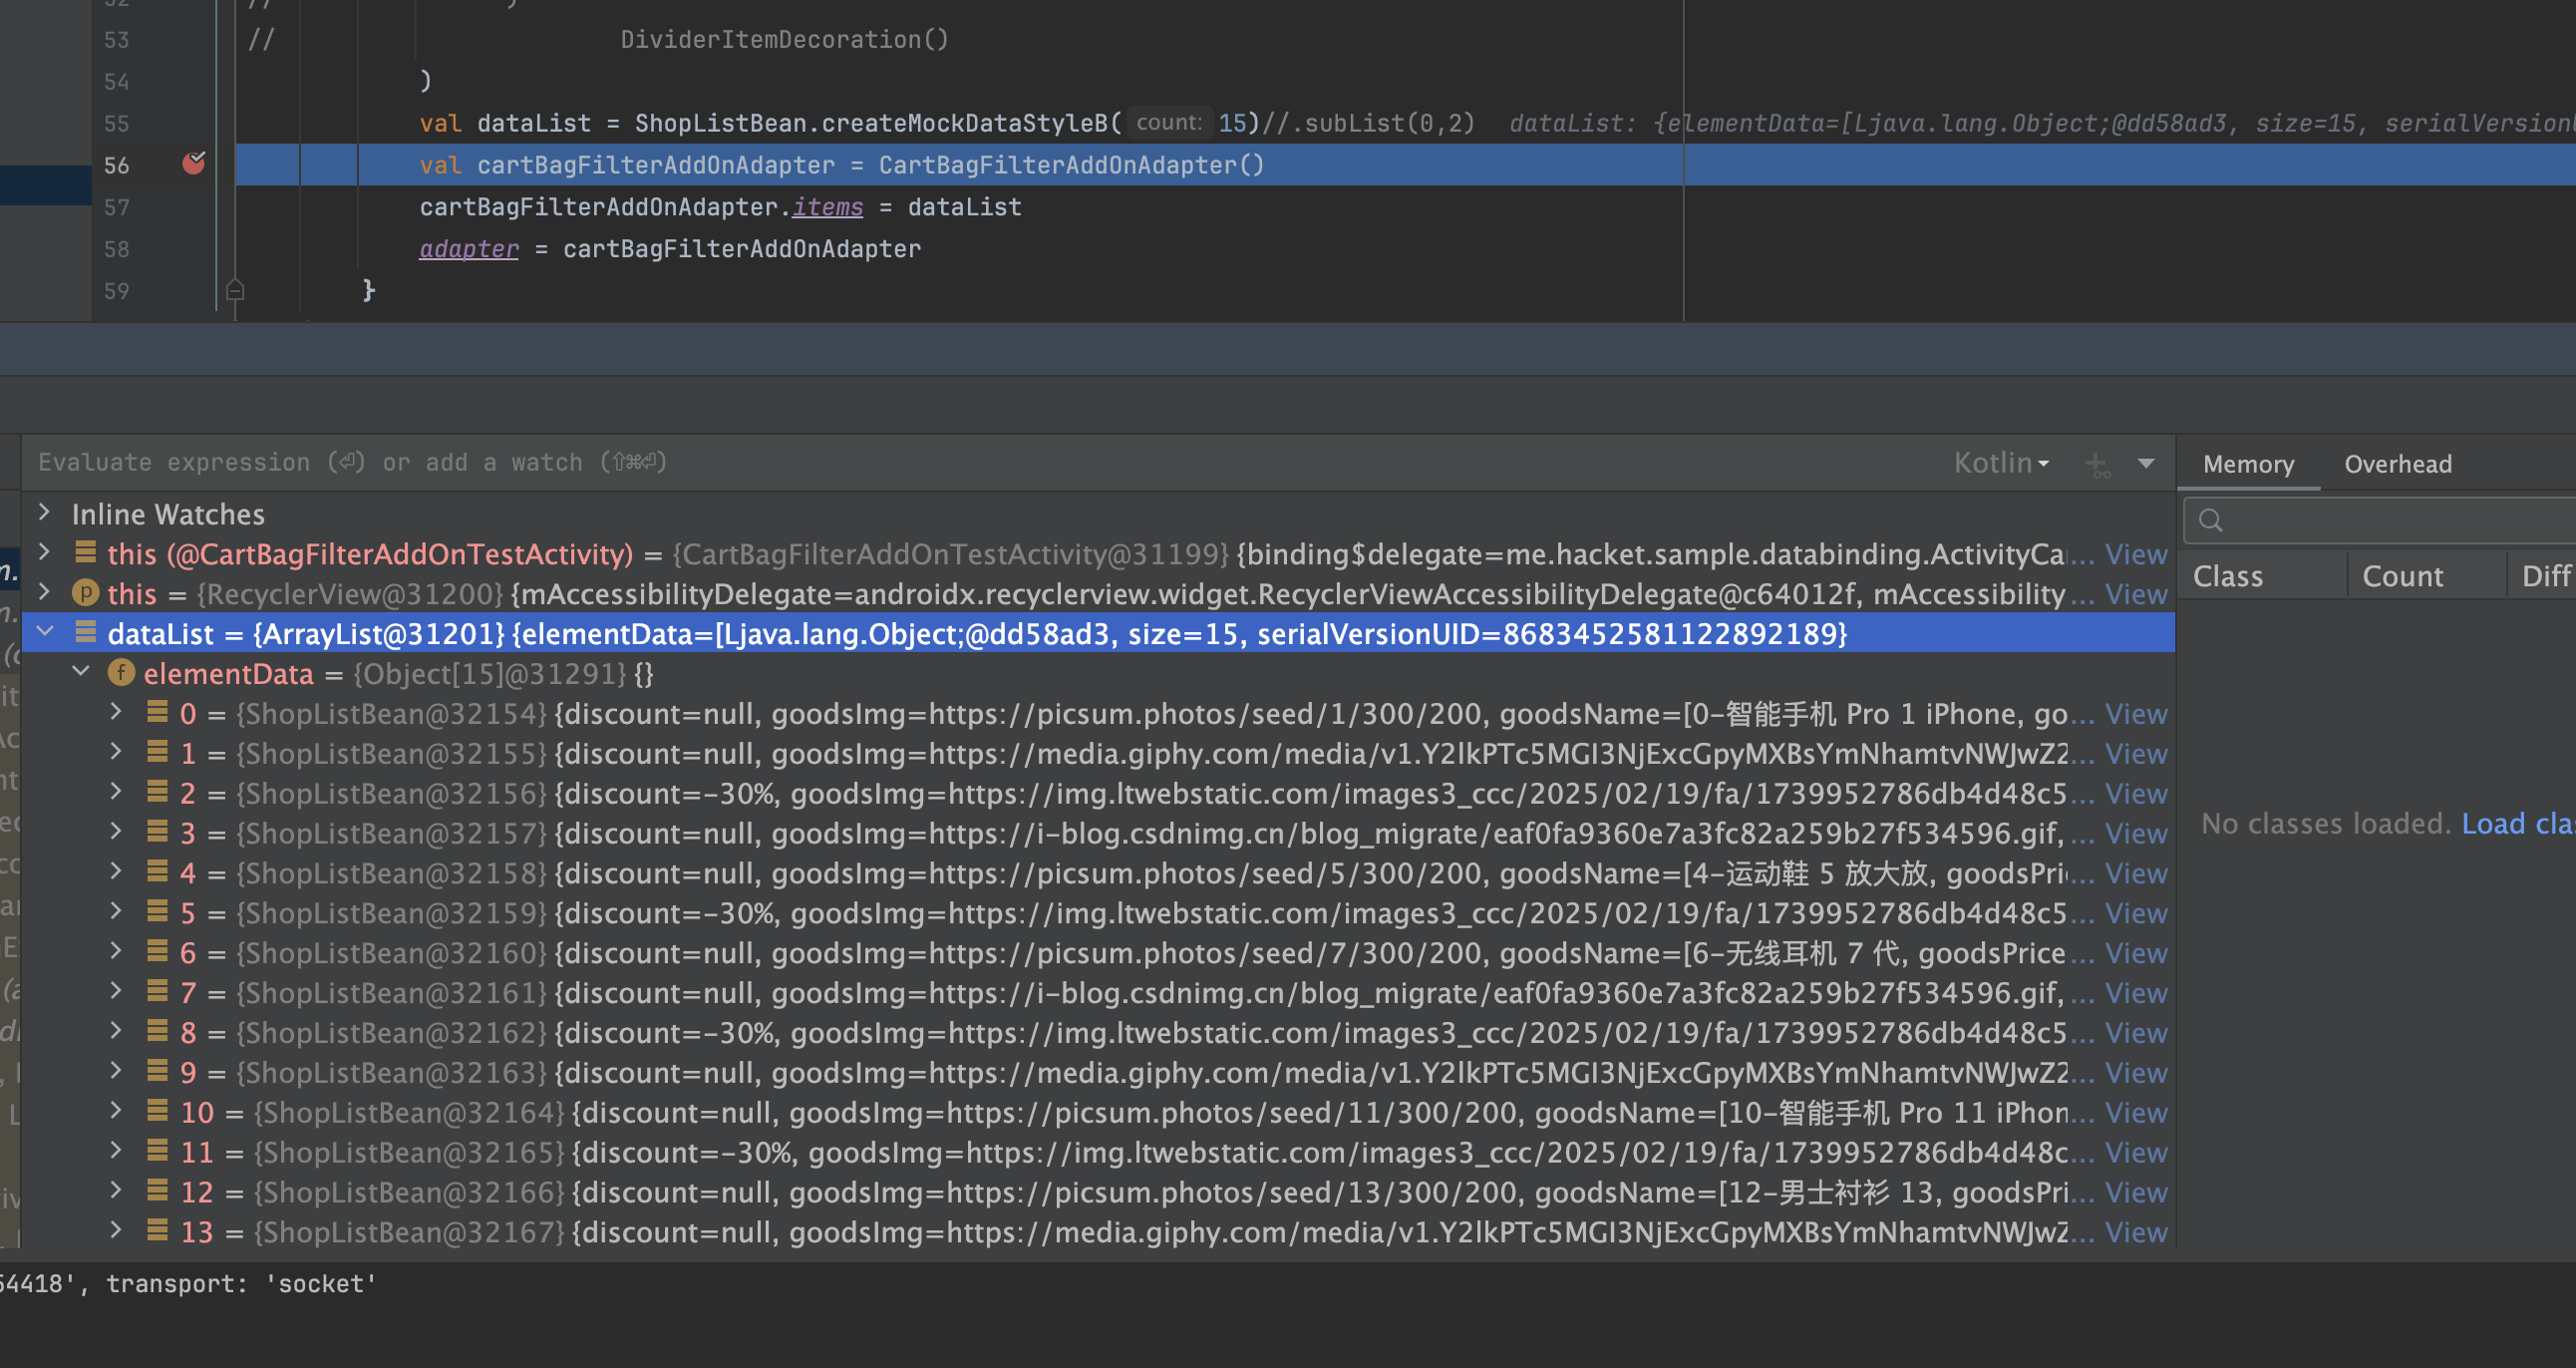 53 // DividerItemDecoration()
54 )
55 val dataList = ShopListBean.createMockDataStyleB( count: 15)//.subList(0,2) dataList: {elementData=[Ljava.lang.Object;@dd58ad3, size=15, serialVersion
56 val cartBagFilterAddOnAdapter = CartBagFilterAddOnAdapter()
57 cartBagFilterAddOnAdapter.items = dataList
58 adapter = cartBagFilterAddOnAdapter
59 }
Evaluate expression (⏎) or add a watch (⇧⌘⏎) Kotlin
Memory Overhead
Inline Watches
this (@CartBagFilterAddOnTestActivity) = {CartBagFilterAddOnTestActivity@31199} {binding$delegate=me.hacket.sample.databinding.ActivityCa... View
this = {RecyclerView@31200} {mAccessibilityDelegate=androidx.recyclerview.widget.RecyclerViewAccessibilityDelegate@c64012f, mAccessibility... View
Class Count Diff
dataList = {ArrayList@31201} {elementData=[Ljava.lang.Object;@dd58ad3, size=15, serialVersionUID=8683452581122892189}
elementData = {Object[15]@31291} {}
0 = {ShopListBean@32154} {discount=null, goodsImg=https://picsum.photos/seed/1/300/200, goodsName=[0-智能手机 Pro 1 iPhone, go... View
1 = {ShopListBean@32155} {discount=null, goodsImg=https://media.giphy.com/media/v1.Y2lkPTc5MGI3NjExcGpyMXBsYmNhamtvNWJwZ2... View
2 = {ShopListBean@32156} {discount=-30%, goodsImg=https://img.ltwebstatic.com/images3_ccc/2025/02/19/fa/1739952786db4d48c5... View
3 = {ShopListBean@32157} {discount=null, goodsImg=https://i-blog.csdnimg.cn/blog_migrate/eaf0fa9360e7a3fc82a259b27f534596.gif, ... View
No classes loaded. Load clas
4 = {ShopListBean@32158} {discount=null, goodsImg=https://picsum.photos/seed/5/300/200, goodsName=[4-运动鞋 5 放大放, goodsPri... View
5 = {ShopListBean@32159} {discount=-30%, goodsImg=https://img.ltwebstatic.com/images3_ccc/2025/02/19/fa/1739952786db4d48c5... View
6 = {ShopListBean@32160} {discount=null, goodsImg=https://picsum.photos/seed/7/300/200, goodsName=[6-无线耳机 7 代, goodsPrice... View
7 = {ShopListBean@32161} {discount=null, goodsImg=https://i-blog.csdnimg.cn/blog_migrate/eaf0fa9360e7a3fc82a259b27f534596.gif, ... View
8 = {ShopListBean@32162} {discount=-30%, goodsImg=https://img.ltwebstatic.com/images3_ccc/2025/02/19/fa/1739952786db4d48c5... View
9 = {ShopListBean@32163} {discount=null, goodsImg=https://media.giphy.com/media/v1.Y2lkPTc5MGI3NjExcGpyMXBsYmNhamtvNWJwZ2... View
10 = {ShopListBean@32164} {discount=null, goodsImg=https://picsum.photos/seed/11/300/200, goodsName=[10-智能手机 Pro 11 iPhon... View
11 = {ShopListBean@32165} {discount=-30%, goodsImg=https://img.ltwebstatic.com/images3_ccc/2025/02/19/fa/1739952786db4d48c... View
12 = {ShopListBean@32166} {discount=null, goodsImg=https://picsum.photos/seed/13/300/200, goodsName=[12-男士衬衫 13, goodsPri... View
13 = {ShopListBean@32167} {discount=null, goodsImg=https://media.giphy.com/media/v1.Y2lkPTc5MGI3NjExcGpyMXBsYmNhamtvNWJwZ... View
54418', transport: 'socket'